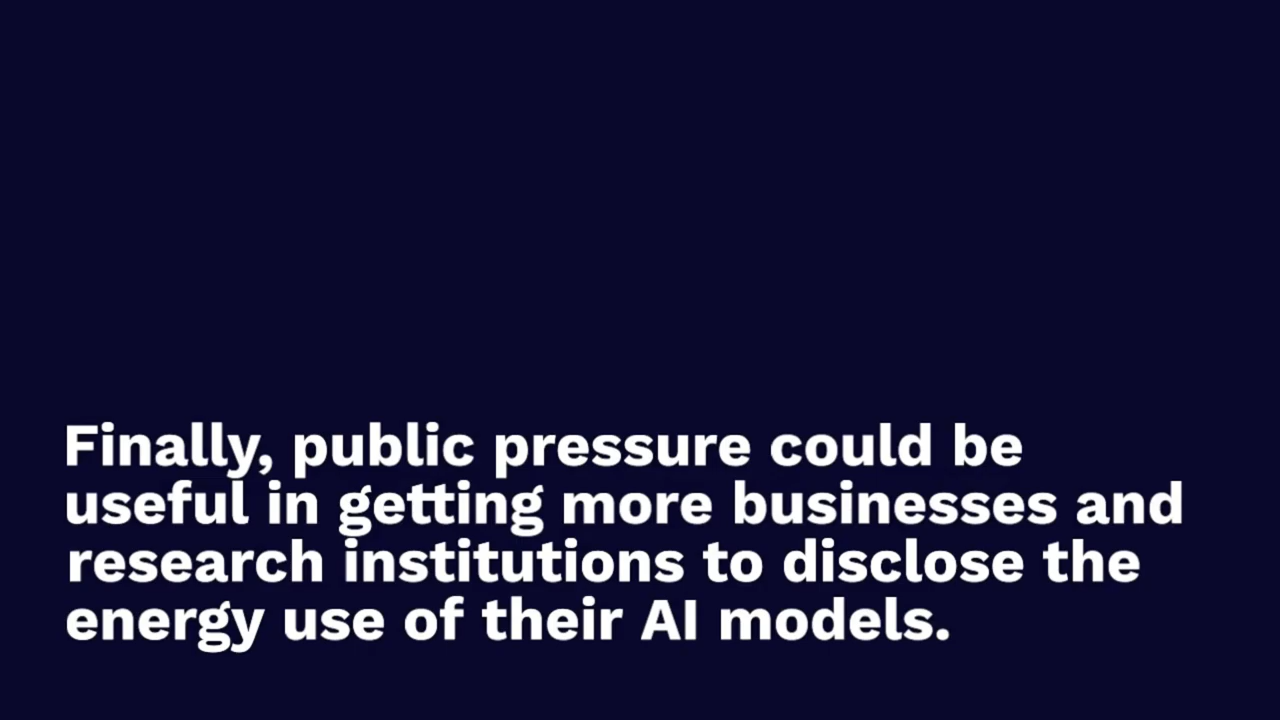 Finally, public pressure could be
useful in getting more businesses and
research institutions to disclose the
energy use of their AI models.